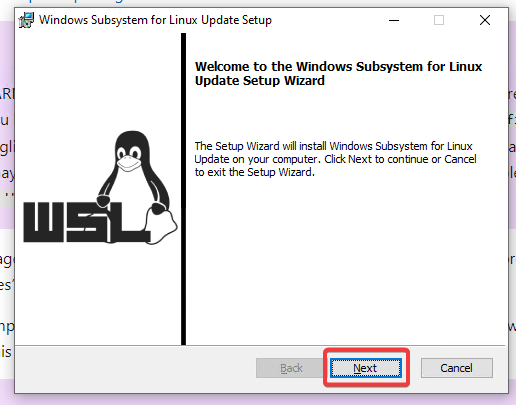 Windows Subsystem for Linux Update Setup
Welcome to the Windows Subsystem for Linux
Update Setup Wizard
The Setup Wizard will install Windows Subsystem for Linux
Update on your computer. Click Next to continue or Cancel
to exit the Setup Wizard.
WSL
Back
Next
Cancel